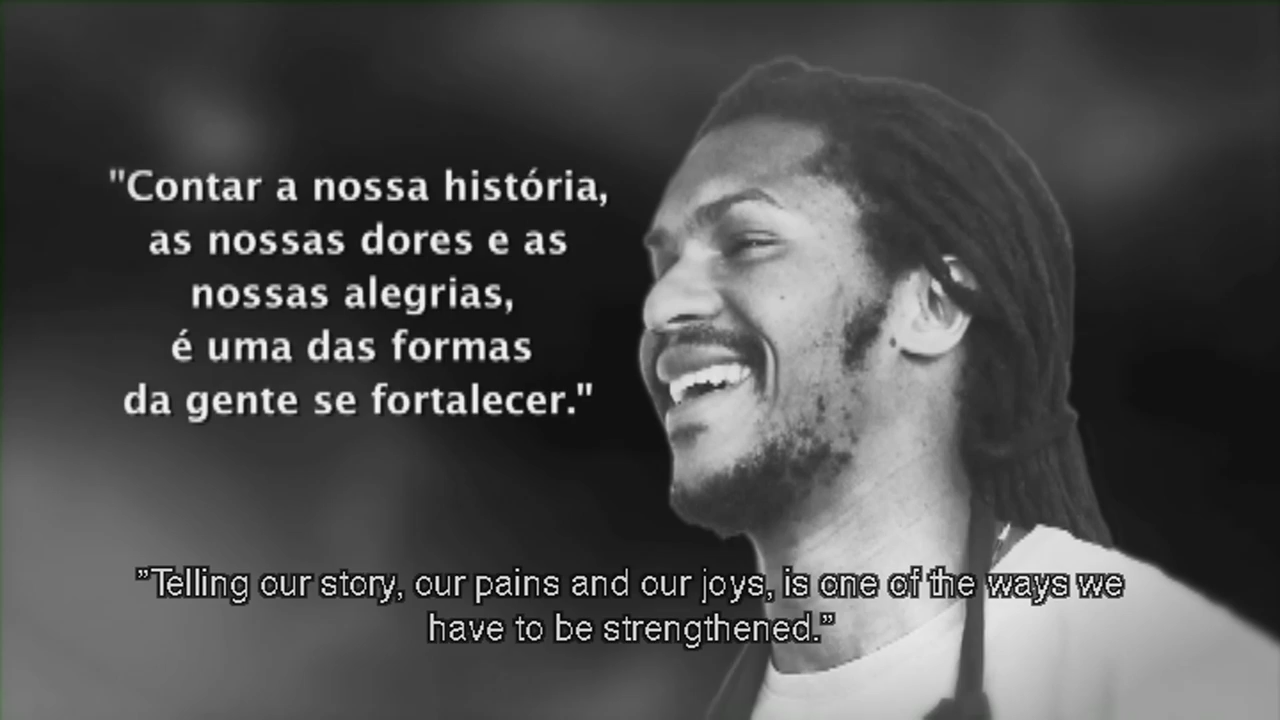 "Contar a nossa história,
as nossas dores e as
nossas alegrias,
é uma das formas
da gente se fortalecer."
”Telling our story, our pains and our joys, is one of the ways we
have to be strengthened.”